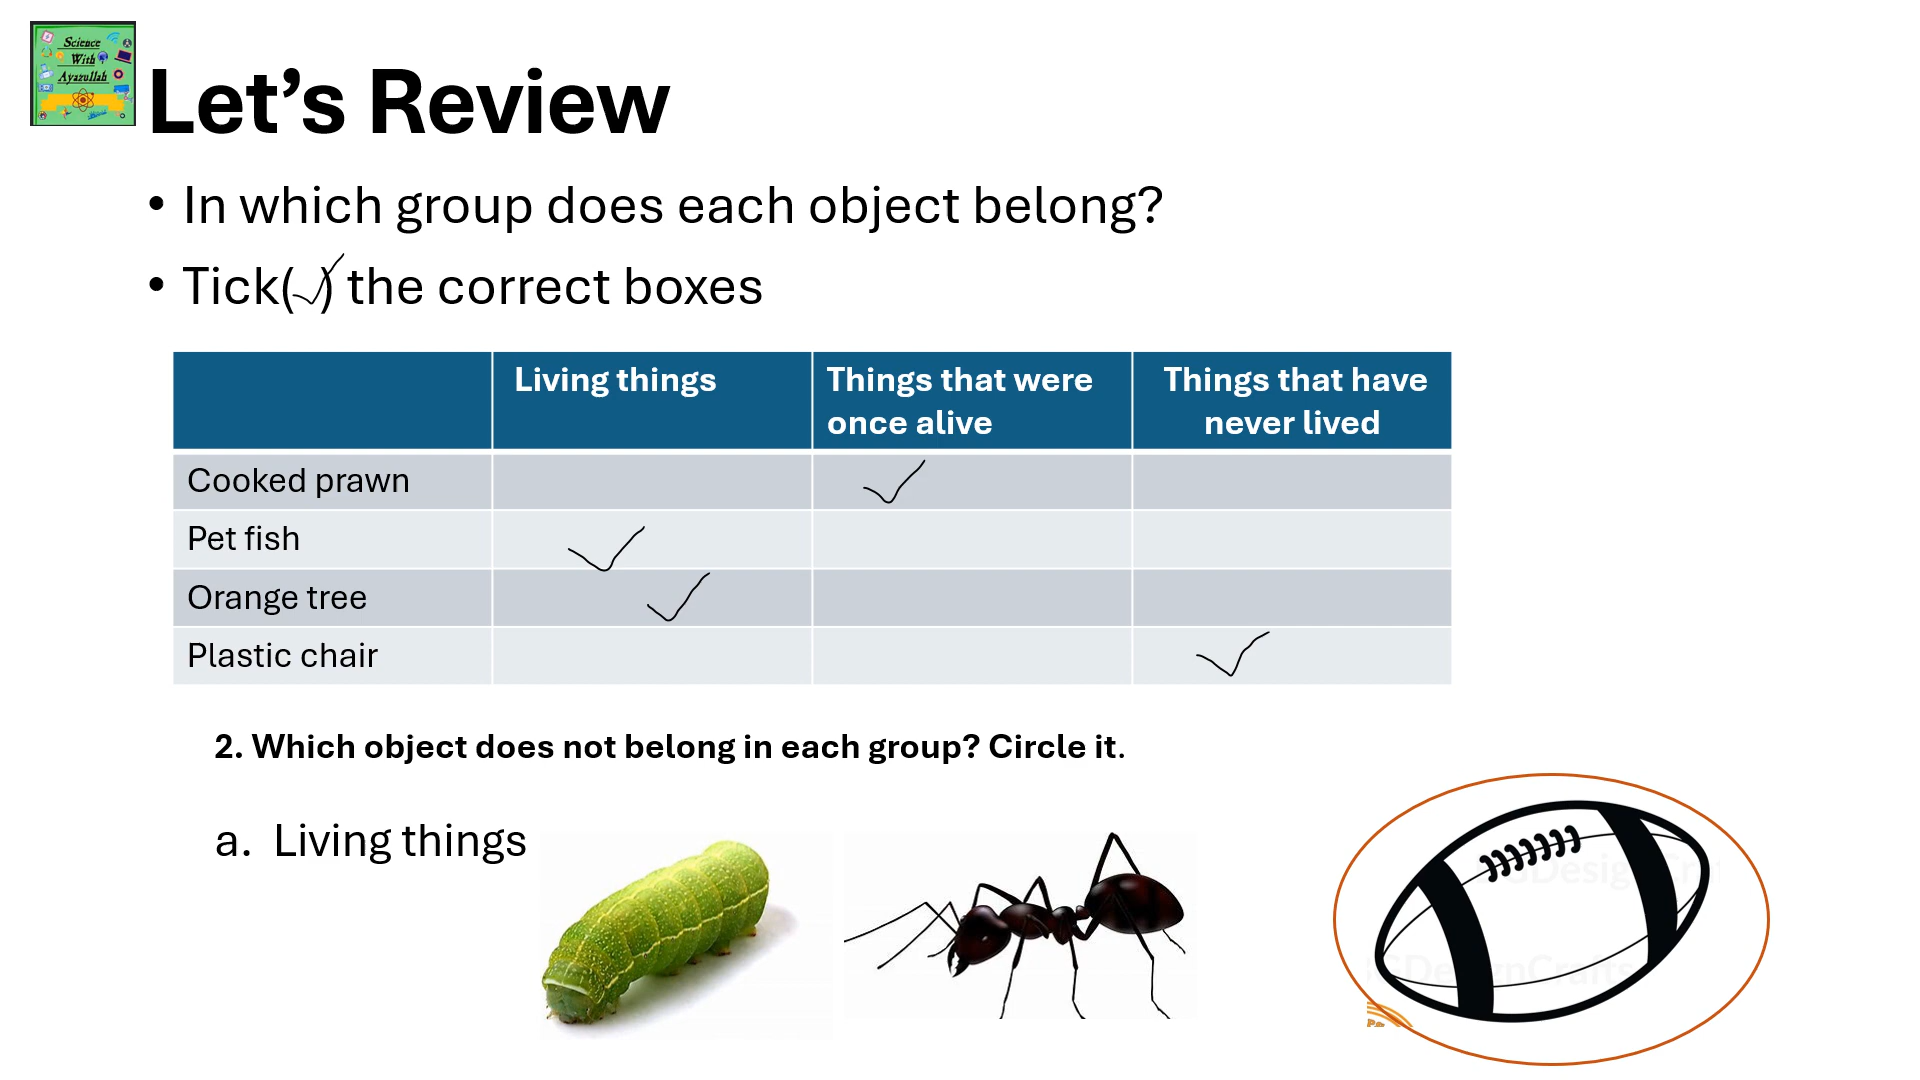 Science
With
Ayazullah
Let's Review
• In which group does each object belong?
• Tick(✓) the correct boxes
Living things
Things that were
once alive
Things that have
never lived
Cooked prawn ✓
Pet fish ✓
Orange tree ✓
Plastic chair ✓
2. Which object does not belong in each group? Circle it.
a. Living things